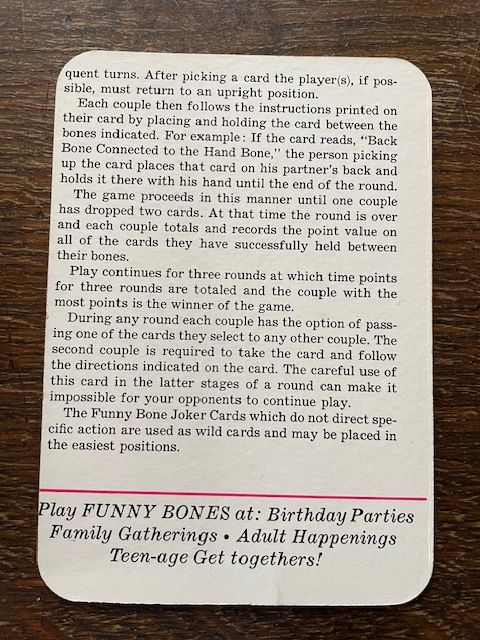 quent turns. After picking a card the player(s), if pos-
sible, must return to an upright position.
Each couple then follows the instructions printed on
their card by placing and holding the card between the
bones indicated. For example: If the card reads, "Back
Bone Connected to the Hand Bone," the person picking
up the card places that card on his partner's back and
holds it there with his hand until the end of the round.
The game proceeds in this manner until one couple
has dropped two cards. At that time the round is over
and each couple totals and records the point value on
all of the cards they have successfully held between
their bones.
Play continues for three rounds at which time points
for three rounds are totaled and the couple with the
most points is the winner of the game.
During any round each couple has the option of pass-
ing one of the cards they select to any other couple. The
second couple is required to take the card and follow
the directions indicated on the card. The careful use of
this card in the latter stages of a round can make it
impossible for your opponents to continue play.
The Funny Bone Joker Cards which do not direct spe-
cific action are used as wild cards and may be placed in
the easiest positions.
Play FUNNY BONES at: Birthday Parties
Family Gatherings • Adult Happenings
Teen-age Get togethers!